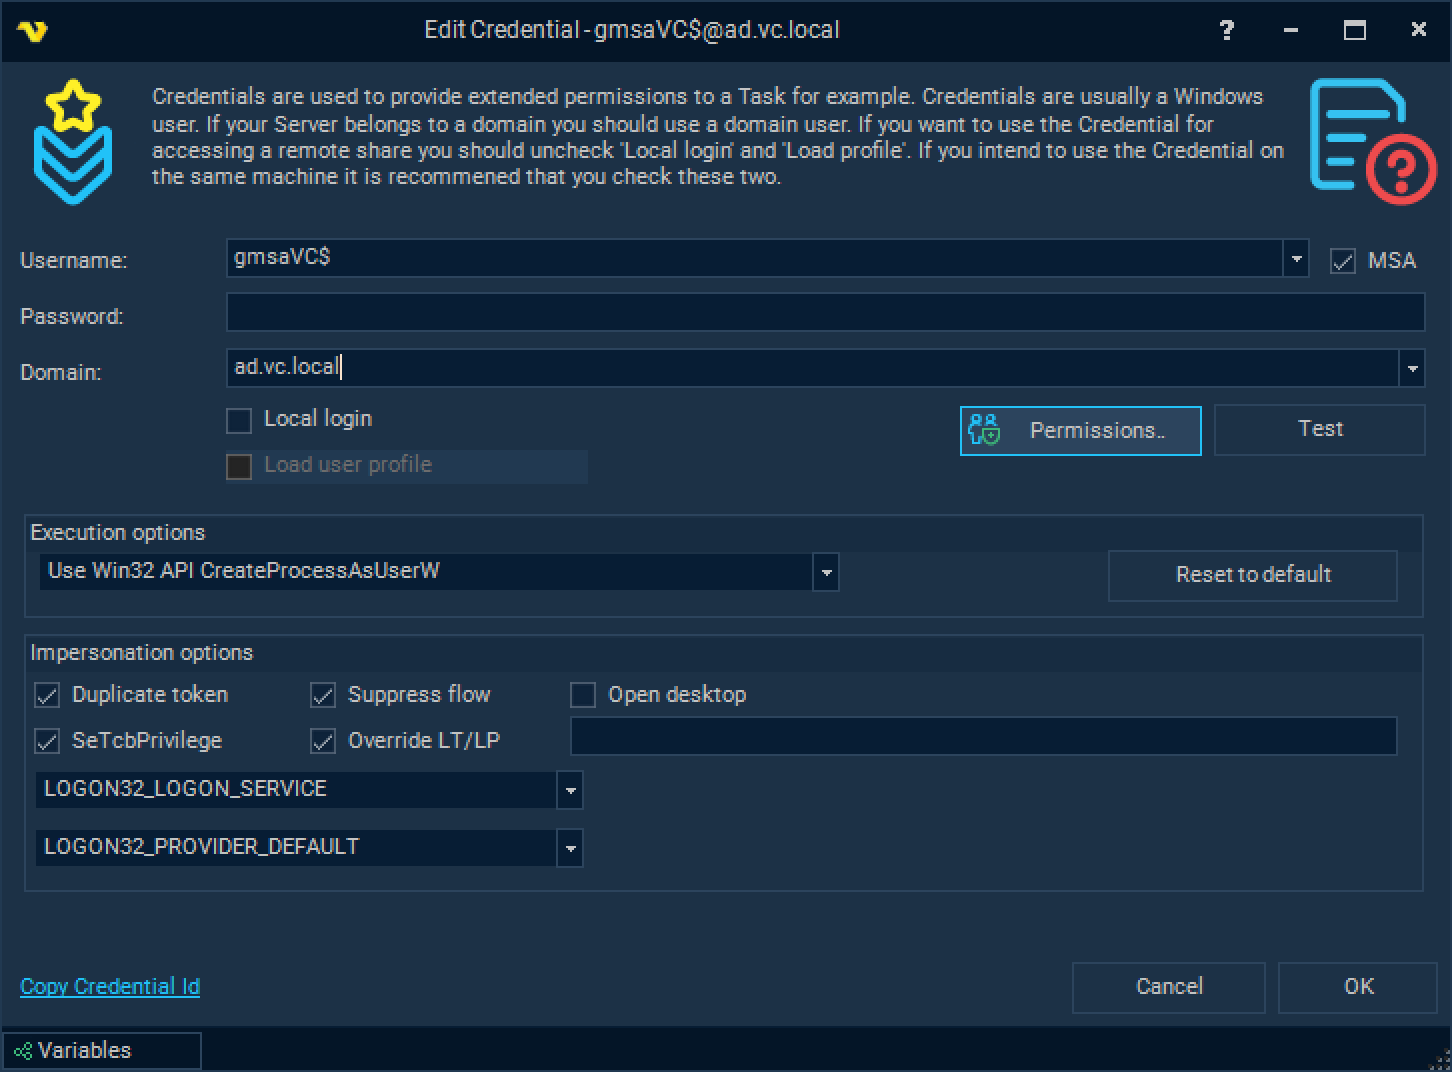 Edit Credential - gmsaVC$@ad.vc.local
Credentials are used to provide extended permissions to a Task for example. Credentials are usually a Windows
user. If your Server belongs to a domain you should use a domain user. If you want to use the Credential for
accessing a remote share you should uncheck 'Local login' and 'Load profile'. If you intend to use the Credential on
the same machine it is recommened that you check these two.
Username:
gmsaVC$
MSA
Password:
Domain:
ad.vc.local
Local login
Permissions..
Test
Load user profile
Execution options
Use Win32 API CreateProcessAsUserW
Reset to default
Impersonation options
Duplicate token
Suppress flow
Open desktop
SeTcbPrivilege
Override LT/LP
LOGON32_LOGON_SERVICE
LOGON32_PROVIDER_DEFAULT
Copy Credential Id
Cancel
OK
Variables